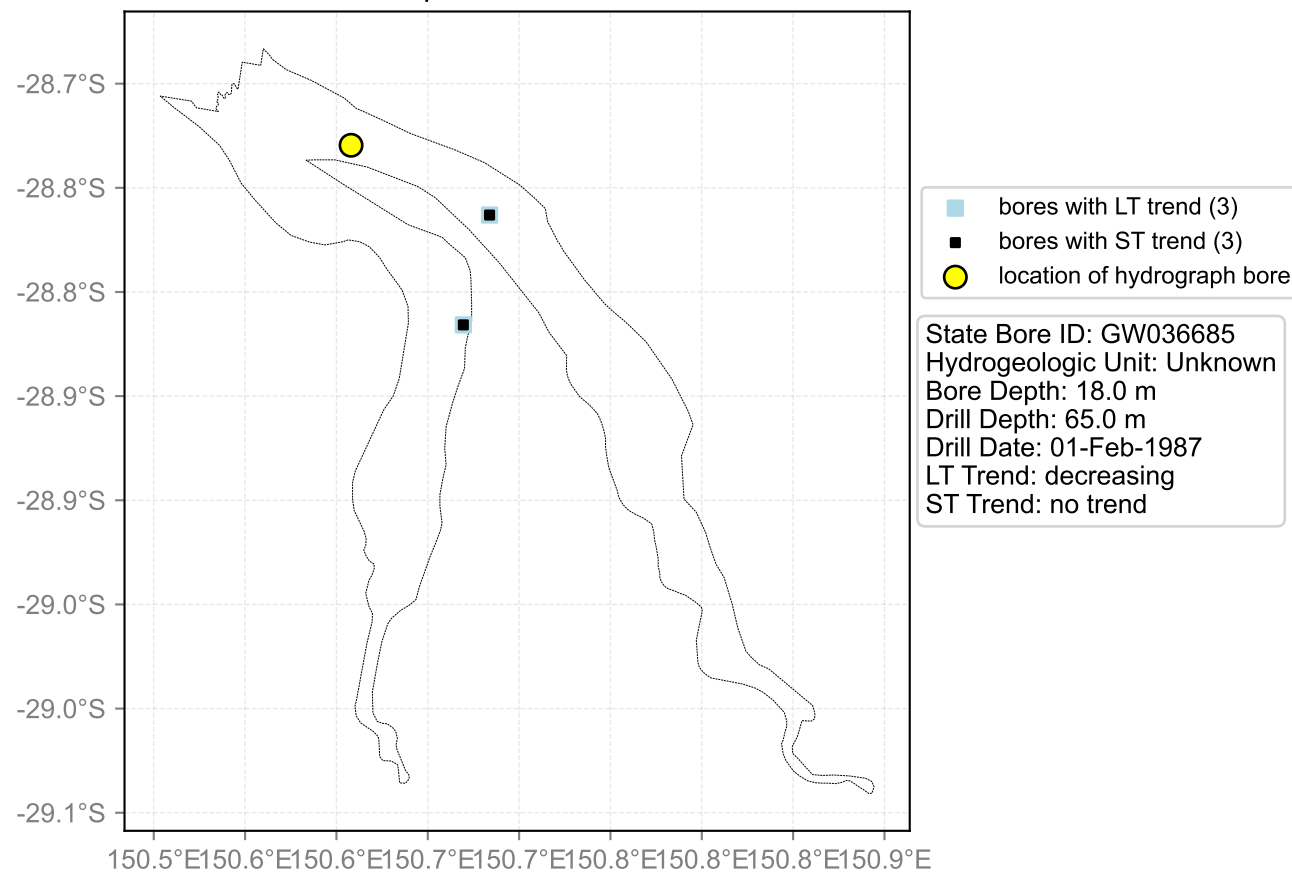 -28.7°S
-28.8°S
-28.8°S
-28.9°S
-28.9°S
-29.0°S
-29.0°S
-29.1°S
150.5°E150.6°E150.6°E150.7°E150.7°E150.8°E150.8°E150.8°E150.9°E
bores with LT trend (3)
bores with ST trend (3)
location of hydrograph bore
State Bore ID: GW036685
Hydrogeologic Unit: Unknown
Bore Depth: 18.0 m
Drill Depth: 65.0 m
Drill Date: 01-Feb-1987
LT Trend: decreasing
ST Trend: no trend